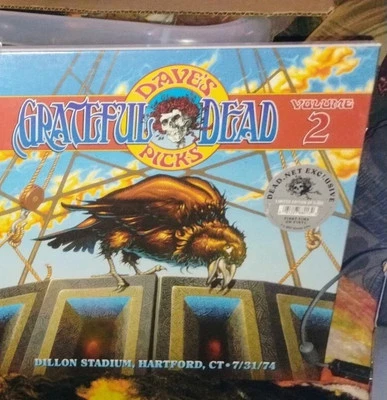 DAVE'S
GRATEFUL DEAD
PICKS
VOLUME
2
DEAD.NET EXCLUSIVE
DILLON STADIUM, HARTFORD, CT • 7/31/74